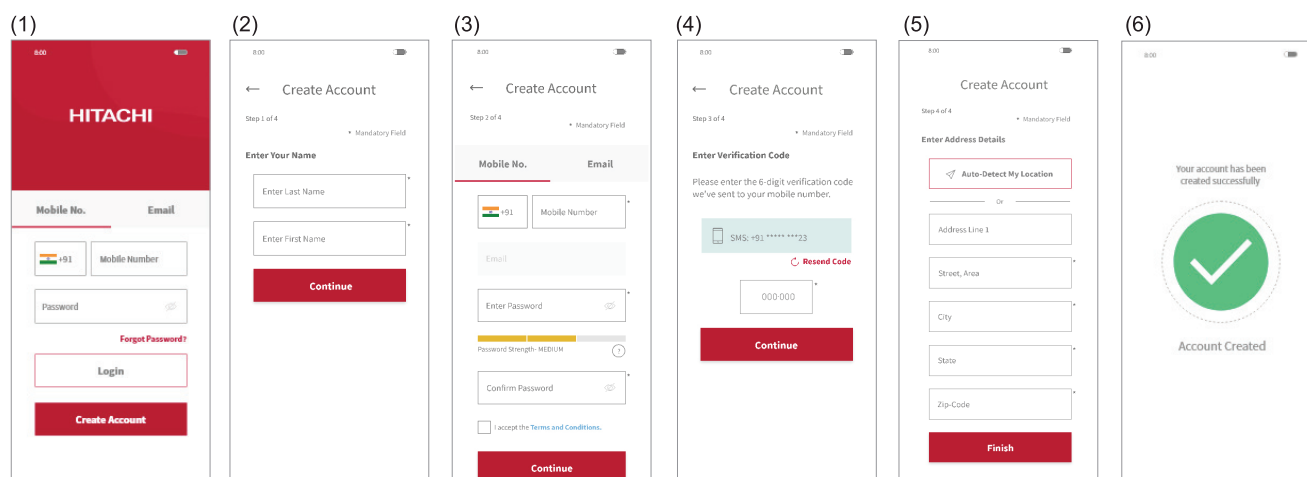 (1)
8:00
HITACHI
Mobile No. Email
+91 Mobile Number
Password
Forgot Password?
Login
Create Account
(2)
8:00
← Create Account
Step 1 of 4
* Mandatory Field
Enter Your Name
Enter Last Name *
Enter First Name *
Continue
(3)
8:00
← Create Account
Step 2 of 4
* Mandatory Field
Mobile No. Email
+91 Mobile Number *
Email
Enter Password *
Password Strength- MEDIUM ?
Confirm Password *
I accept the Terms and Conditions.
Continue
(4)
8:00
← Create Account
Step 3 of 4
* Mandatory Field
Enter Verification Code
Please enter the 6-digit verification code
we've sent to your mobile number.
SMS: +91 ***** ***23
Resend Code
000-000 *
Continue
(5)
8:00
Create Account
Step 4 of 4
* Mandatory Field
Enter Address Details
Auto-Detect My Location
Or
Address Line 1
Street, Area
City *
State *
Zip-Code *
Finish
(6)
8:00
Your account has been
created successfully
Account Created